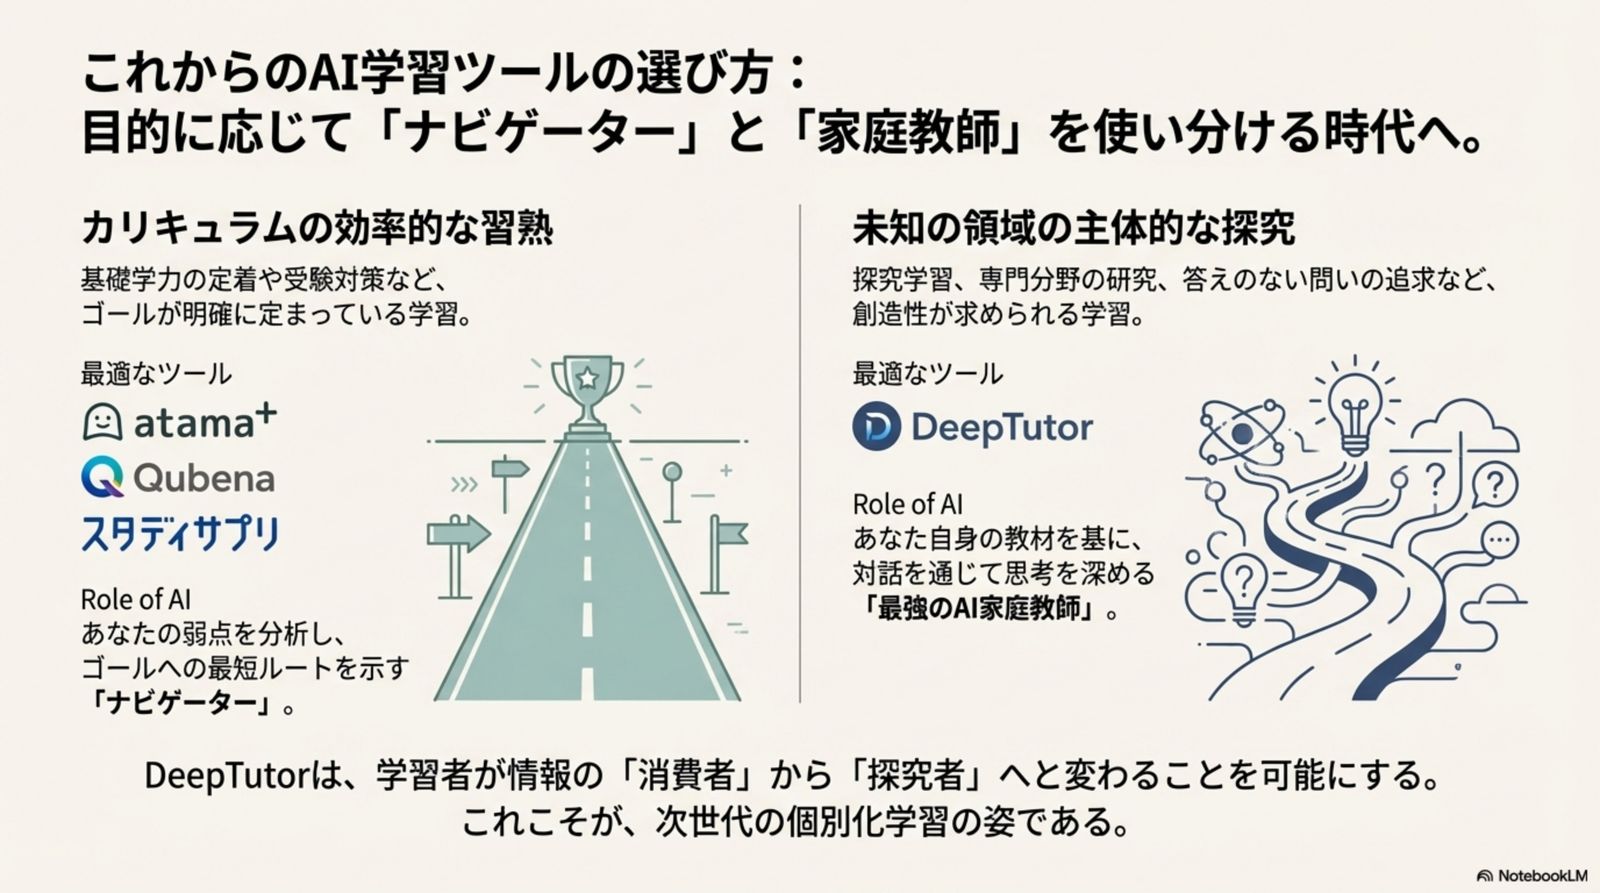 これからのAI学習ツールの選び方：
目的に応じて「ナビゲーター」と「家庭教師」を使い分ける時代へ。
カリキュラムの効率的な習熟
基礎学力の定着や受験対策など、
ゴールが明確に定まっている学習。
最適なツール
atama+
Qubena
スタディサプリ
Role of AI
あなたの弱点を分析し、
ゴールへの最短ルートを示す
「ナビゲーター」。
未知の領域の主体的な探究
探究学習、専門分野の研究、答えのない問いの追求など、
創造性が求められる学習。
最適なツール
DeepTutor
Role of AI
あなた自身の教材を基に、
対話を通じて思考を深める
「最強のAI家庭教師」。
DeepTutorは、学習者が情報の「消費者」から「探究者」へと変わることを可能にする。
これこそが、次世代の個別化学習の姿である。
NotebookLM